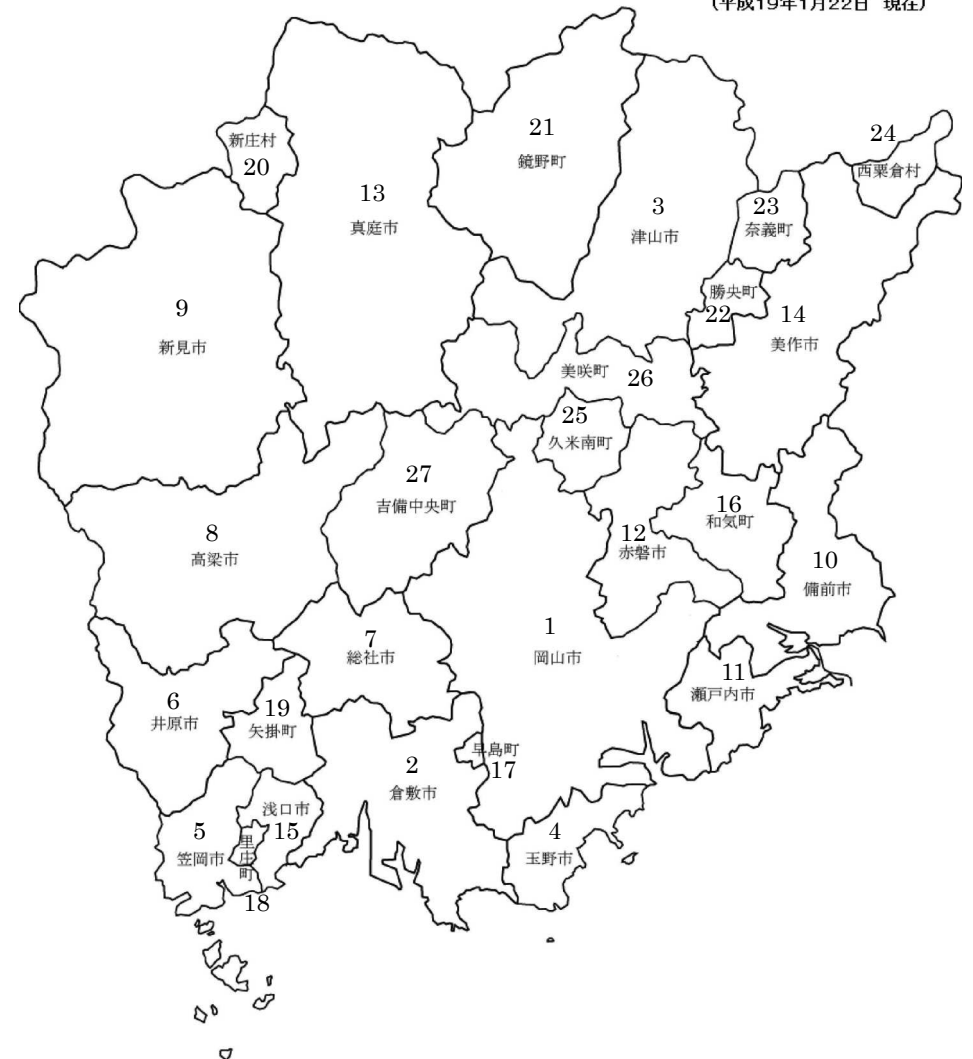 (平成19年1月22日 現在)
21
鏡野町
24
西粟倉村
新庄村
20
13
真庭市
3
津山市
23
奈義町
勝央町
22
14
美作市
9
新見市
美咲町
26
25
久米南町
27
吉備中央町
16
和気町
8
高梁市
12
赤磐市
10
備前市
1
岡山市
7
総社市
11
瀬戸内市
6
井原市
19
矢掛町
早島町
17
2
倉敷市
浅口市
15
5
笠岡市
里庄町
18
4
玉野市